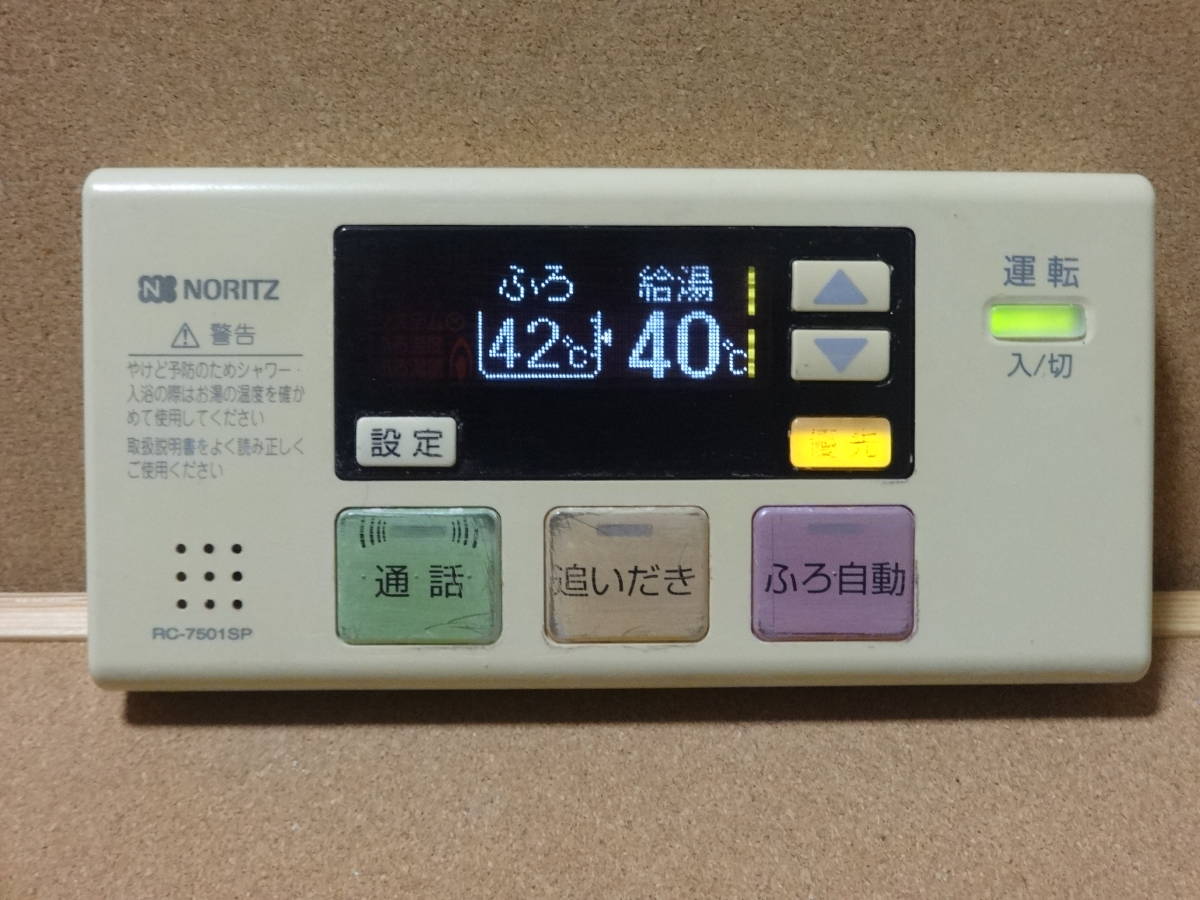 NORITZ
警告
やけど予防のためシャワー・
入浴の際はお湯の温度を確か
めて使用してください
取扱説明書をよく読み正しく
ご使用ください
RC-7501SP
ふろ 給湯
42℃ 40℃
設定
優先
通話
追いだき
ふろ自動
運転
入/切